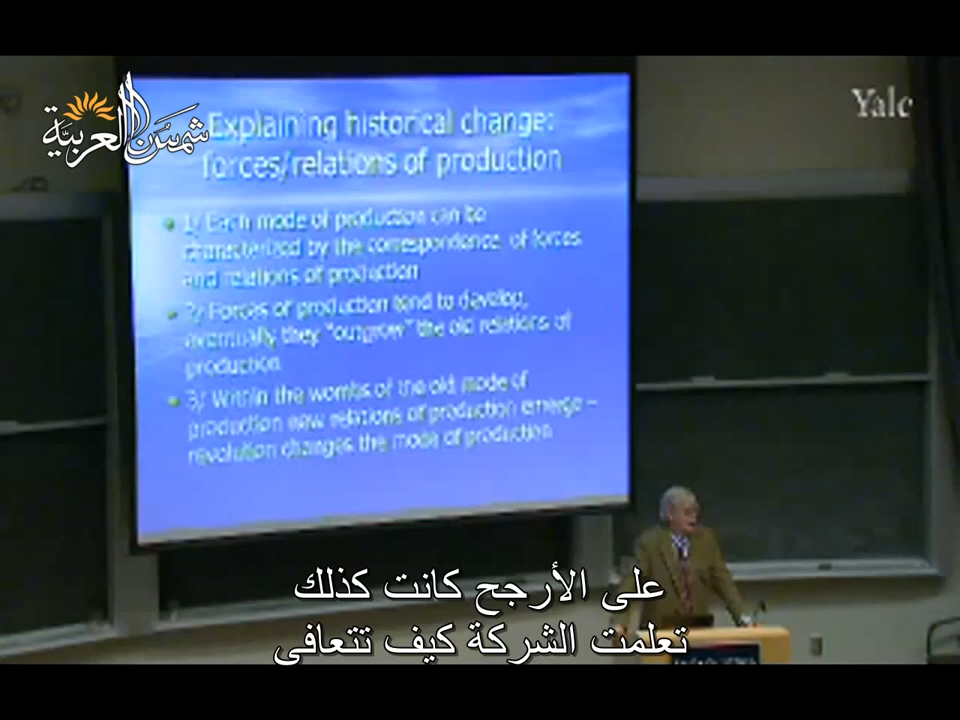 شمس العربية
Yale
Explaining historical change:
forces/relations of production
1/ Each mode of production can be
characterized by the correspondence of forces
and relations of production
2/ Forces of production tend to develop,
eventually they "outgrow" the old relations of
production
3/ Within the wombs of the old mode of
production new relations of production emerge –
revolution changes the mode of production
على الأرجح كانت كذلك
تعلمت الشركة كيف تتعافى